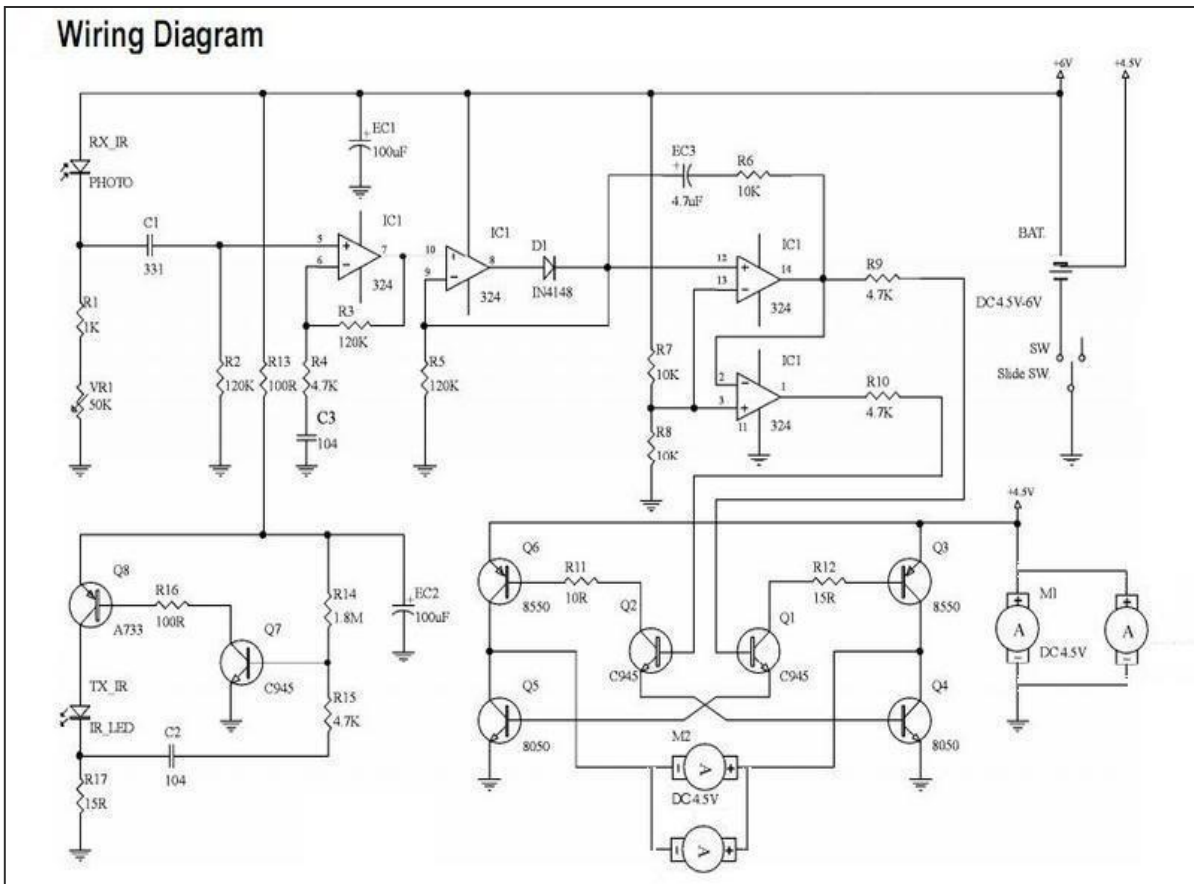 Wiring Diagram
+6V
+4.5V
RX_IR
PHOTO
EC1
+
100uF
EC3
+
4.7uF
R6
10K
C1
331
IC1
5
+
6
−
7
324
IC1
10
+
9
−
8
324
D1
IN4148
IC1
12
+
13
−
14
324
R9
4.7K
BAT.
DC4.5V-6V
R1
1K
R3
120K
R2
120K
R13
100R
R4
4.7K
R5
120K
R7
10K
IC1
2
−
3
+
1
11
324
R10
4.7K
SW
Slide SW.
VR1
50K
C3
104
R8
10K
+4.5V
Q8
A733
R16
100R
Q7
C945
R14
1.8M
EC2
+
100uF
R15
4.7K
TX_IR
IR_LED
C2
104
R17
15R
Q6
8550
R11
10R
Q2
C945
R12
15R
Q1
C945
Q3
8550
Q5
8050
Q4
8050
M2
− A +
DC4.5V
− A +
M1
+
A
−
DC4.5V
+
A
−